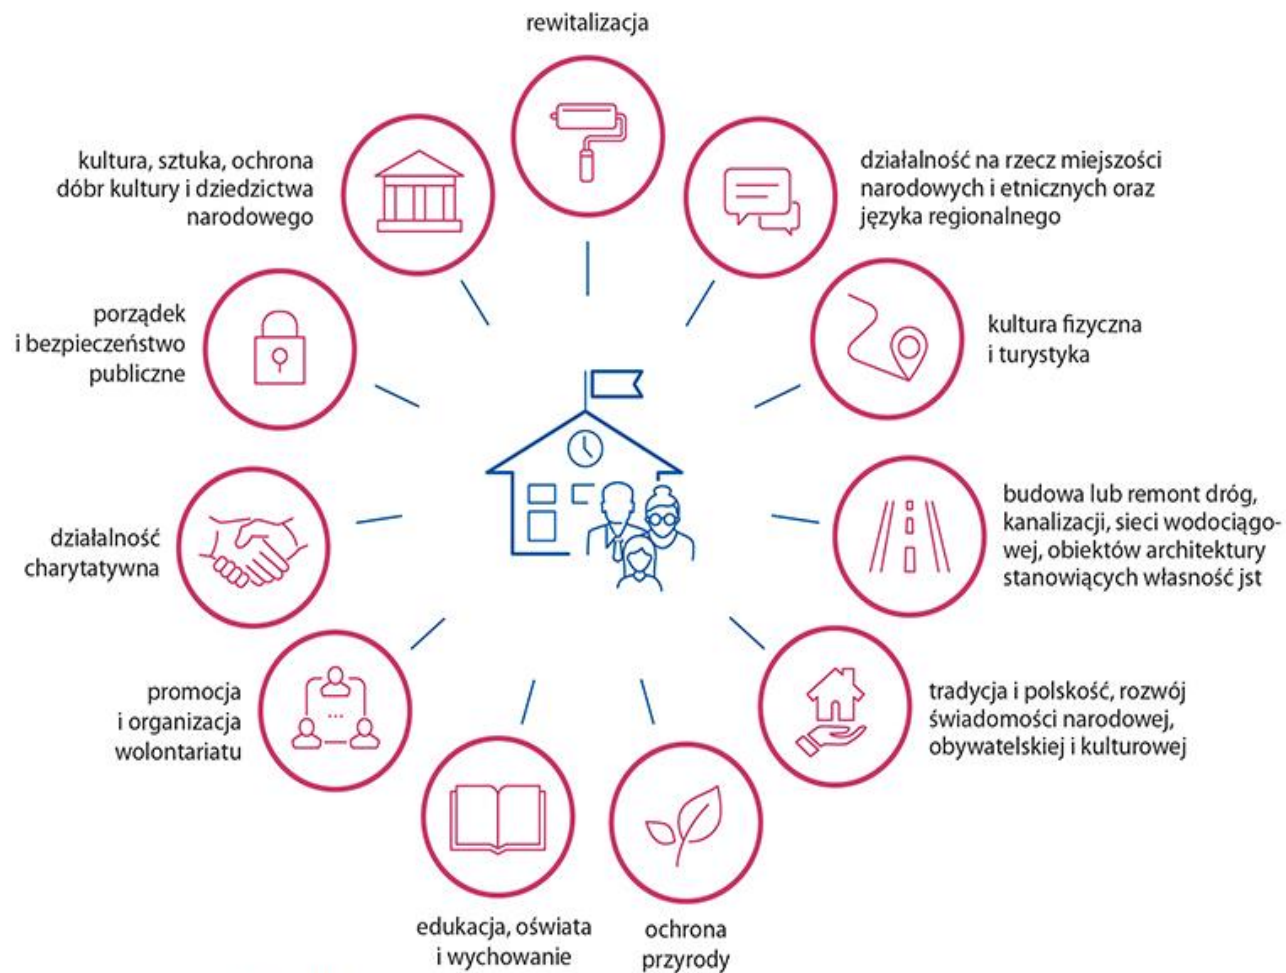 rewitalizacja
działalność na rzecz miejszości
narodowych i etnicznych oraz
języka regionalnego
kultura fizyczna
i turystyka
budowa lub remont dróg,
kanalizacji, sieci wodociągo-
wej, obiektów architektury
stanowiących własność jst
tradycja i polskość, rozwój
świadomości narodowej,
obywatelskiej i kulturowej
ochrona
przyrody
edukacja, oświata
i wychowanie
promocja
i organizacja
wolontariatu
działalność
charytatywna
porządek
i bezpieczeństwo
publiczne
kultura, sztuka, ochrona
dóbr kultury i dziedzictwa
narodowego